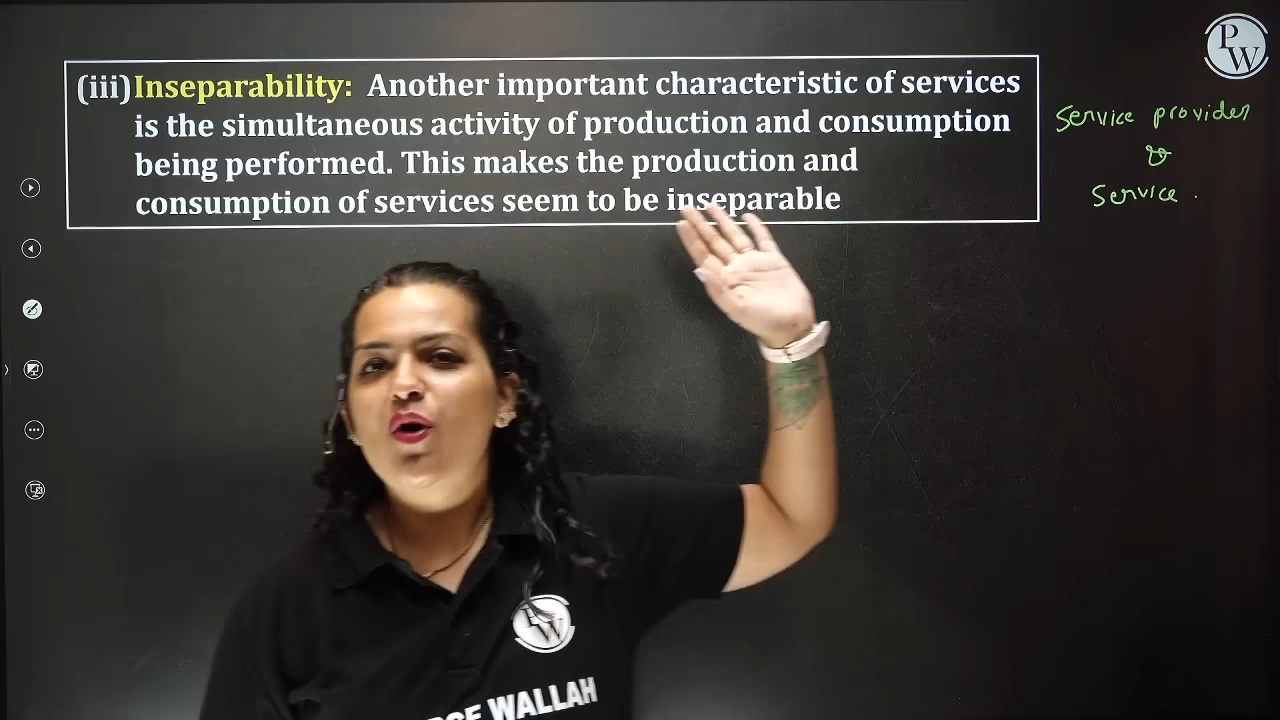 (iii) Inseparability: Another important characteristic of services
is the simultaneous activity of production and consumption
being performed. This makes the production and
consumption of services seem to be inseparable
Service provider
&
Service .
PW
PW
WALLAH